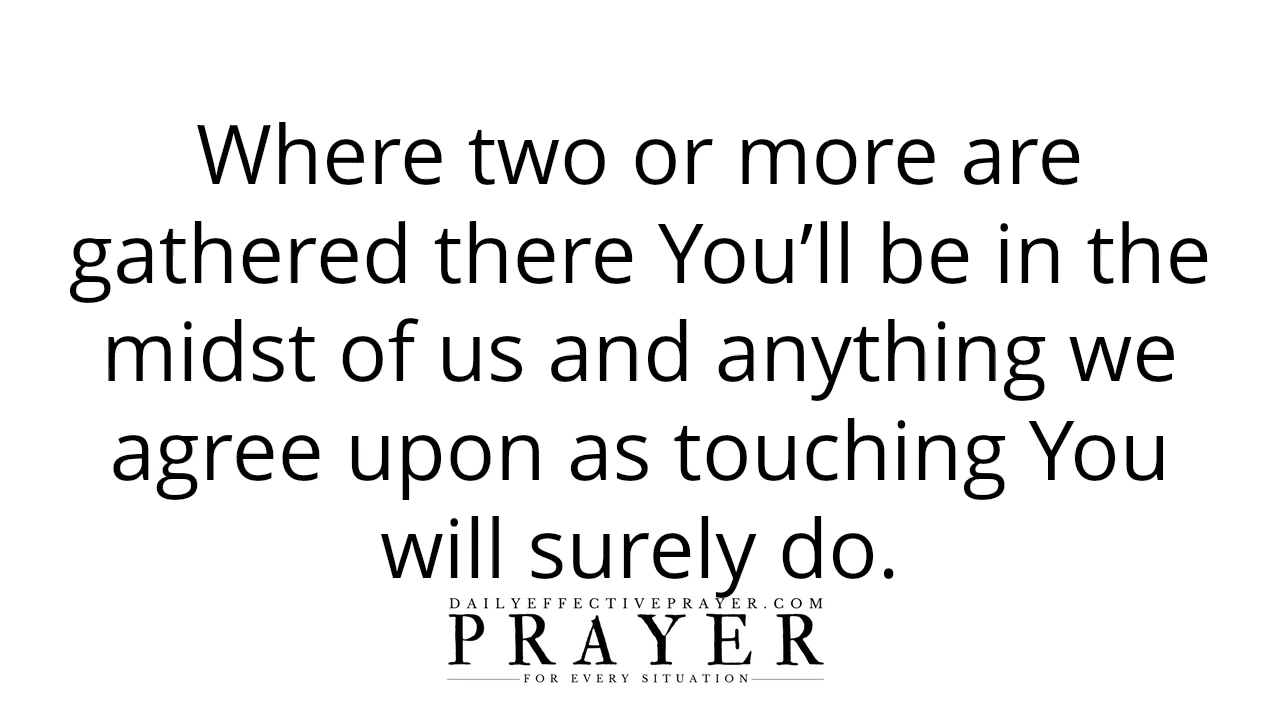 Where two or more are
gathered there You’ll be in the
midst of us and anything we
agree upon as touching You
will surely do.
DAILYEFFECTIVEPRAYER.COM
PRAYER
FOR EVERY SITUATION